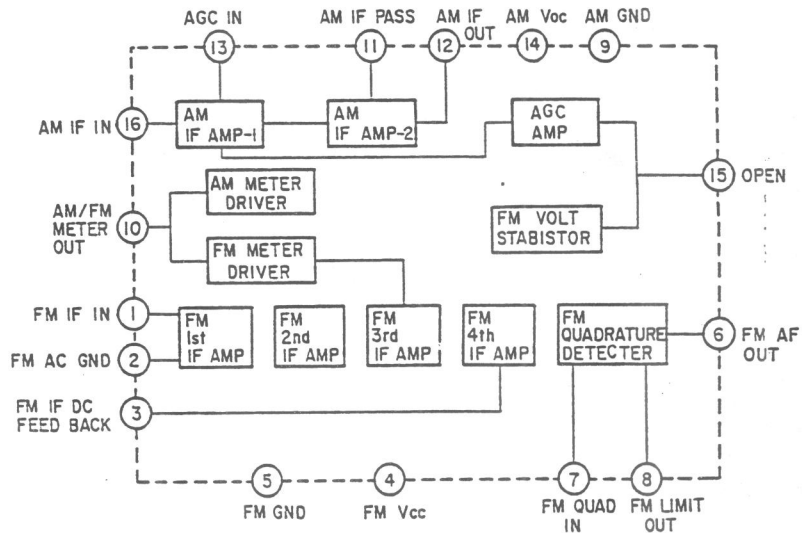 AGC IN
AM IF PASS
AM IF
OUT
AM Voc
AM GND
13
11
12
14
9
AM IF IN
16
AM
IF AMP-1
AM
IF AMP-2
AGC
AMP
15
OPEN
AM/FM
METER
OUT
10
AM METER
DRIVER
FM METER
DRIVER
FM VOLT
STABISTOR
FM IF IN
1
FM AC GND
2
FM IF DC
FEED BACK
3
FM
1st
IF AMP
FM
2nd
IF AMP
FM
3rd
IF AMP
FM
4th
IF AMP
FM
QUADRATURE
DETECTER
6
FM AF
OUT
5
4
7
8
FM GND
FM Vcc
FM QUAD
IN
FM LIMIT
OUT